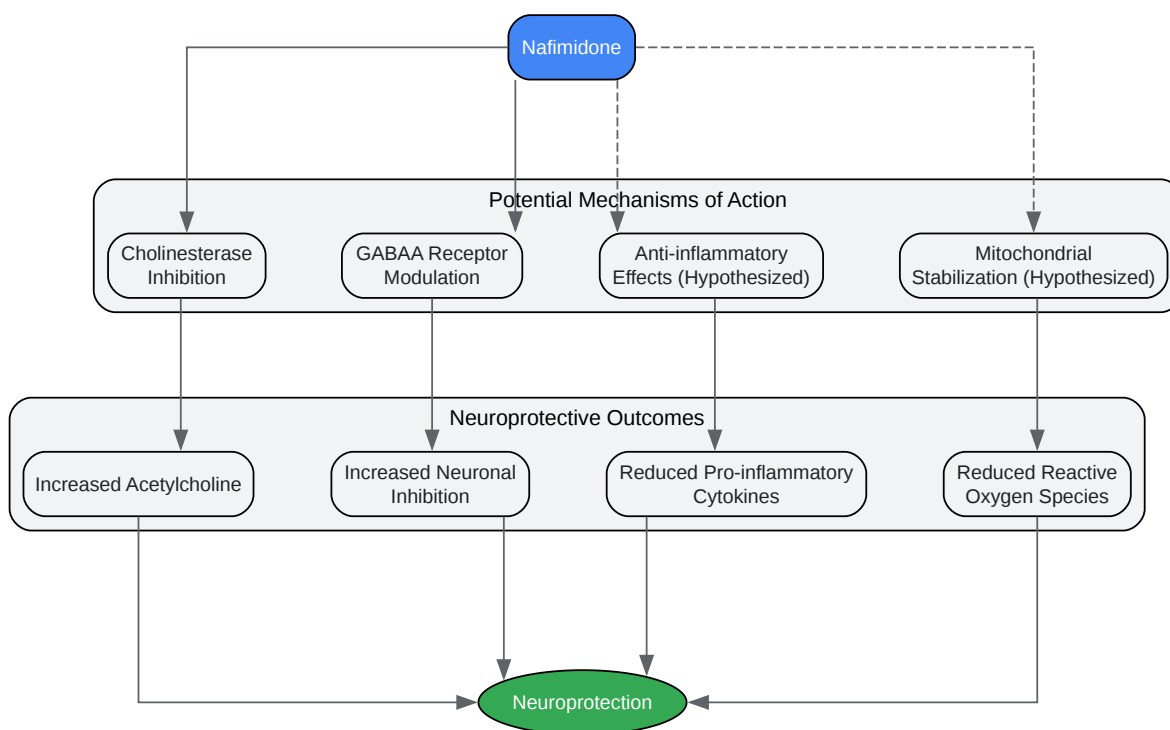 Nafimidone
Potential Mechanisms of Action
Cholinesterase
Inhibition
GABAA Receptor
Modulation
Anti-inflammatory
Effects (Hypothesized)
Mitochondrial
Stabilization (Hypothesized)
Neuroprotective Outcomes
Increased Acetylcholine
Increased Neuronal
Inhibition
Reduced Pro-inflammatory
Cytokines
Reduced Reactive
Oxygen Species
Neuroprotection